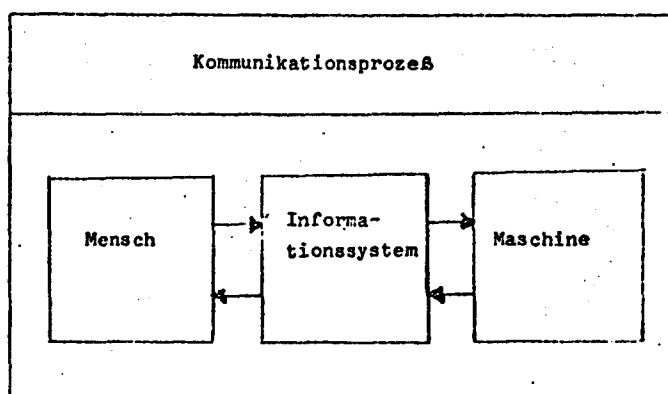 Kommunikationsprozeß
Mensch
Informa-
tionssystem
Maschine